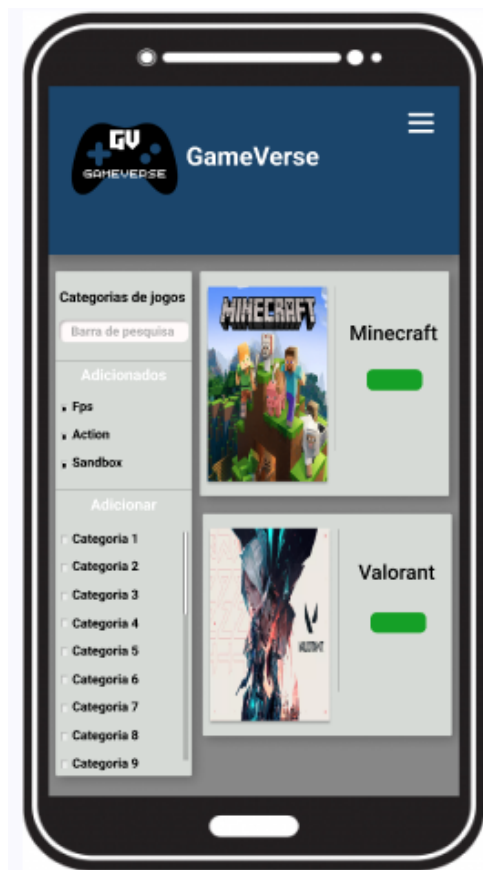 GV
GAMEVERSE
GameVerse
Categorias de jogos
Barra de pesquisa
Adicionados
Fps
Action
Sandbox
Adicionar
Categoria 1
Categoria 2
Categoria 3
Categoria 4
Categoria 5
Categoria 6
Categoria 7
Categoria 8
Categoria 9
MINECRAFT
Minecraft
VALORANT
Valorant